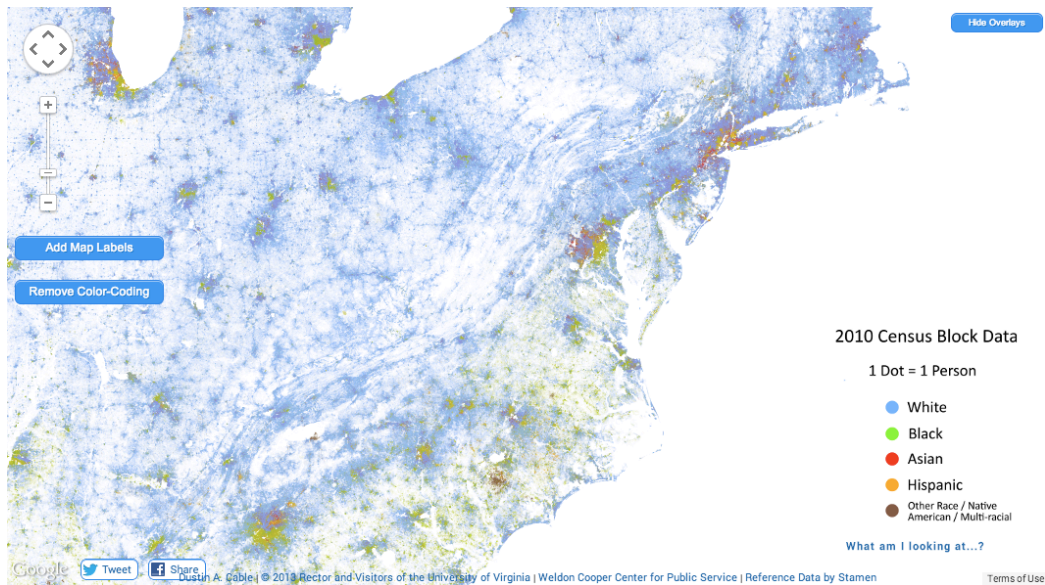 Hide Overlays
Add Map Labels
Remove Color-Coding
2010 Census Block Data
1 Dot = 1 Person
White
Black
Asian
Hispanic
Other Race / Native
American / Multi-racial
What am I looking at...?
Google
Tweet
Share
Dustin A. Cable | © 2013 Rector and Visitors of the University of Virginia | Weldon Cooper Center for Public Service | Reference Data by Stamen
Terms of Use